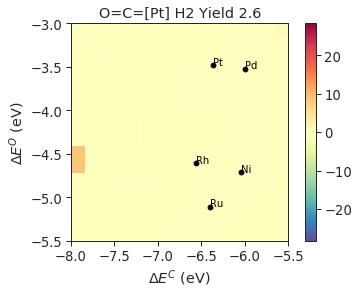 O=C=[Pt] H2 Yield 2.6
−3.0
−3.5
−4.0
−4.5
−5.0
−5.5
ΔE^O (eV)
Pt
Pd
Rh
Ni
Ru
20
10
0
−10
−20
−8.0 −7.5 −7.0 −6.5 −6.0 −5.5
ΔE^C (eV)